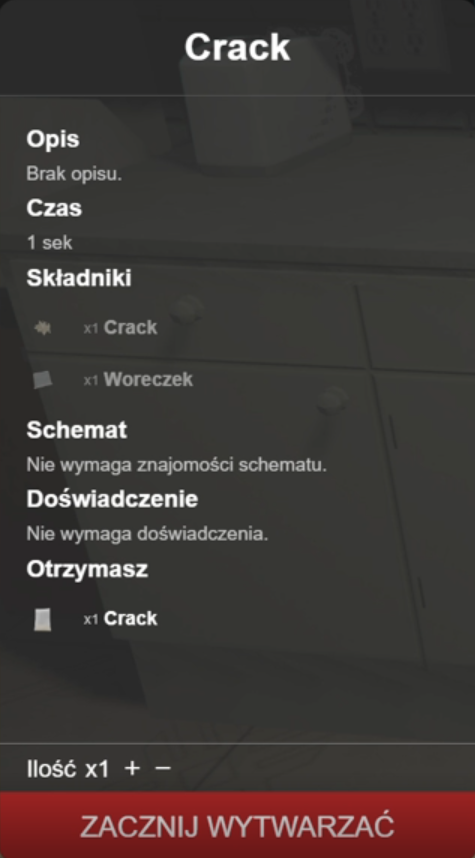 Crack
Opis
Brak opisu.
Czas
1 sek
Składniki
x1 Crack
x1 Woreczek
Schemat
Nie wymaga znajomości schematu.
Doświadczenie
Nie wymaga doświadczenia.
Otrzymasz
x1 Crack
Ilość x1 + −
ZACZNIJ WYTWARZAĆ